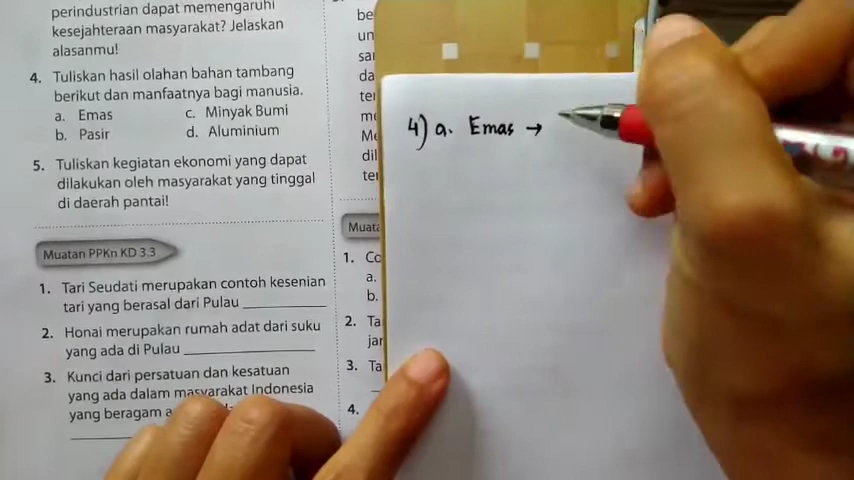 perindustrian dapat memengaruhi
kesejahteraan masyarakat? Jelaskan
alasanmu!
4. Tuliskan hasil olahan bahan tambang
berikut dan manfaatnya bagi manusia.
a. Emas c. Minyak Bumi
b. Pasir d. Aluminium
5. Tuliskan kegiatan ekonomi yang dapat
dilakukan oleh masyarakat yang tinggal
di daerah pantai!
Muatan PPKn KD 3.3
1. Tari Seudati merupakan contoh kesenian
tari yang berasal dari Pulau
2. Honai merupakan rumah adat dari suku
yang ada di Pulau
3. Kunci dari persatuan dan kesatuan
yang ada dalam masyarakat Indonesia
yang beragam
1.
a.
b.
2.
3.
4.
4) a. Emas →